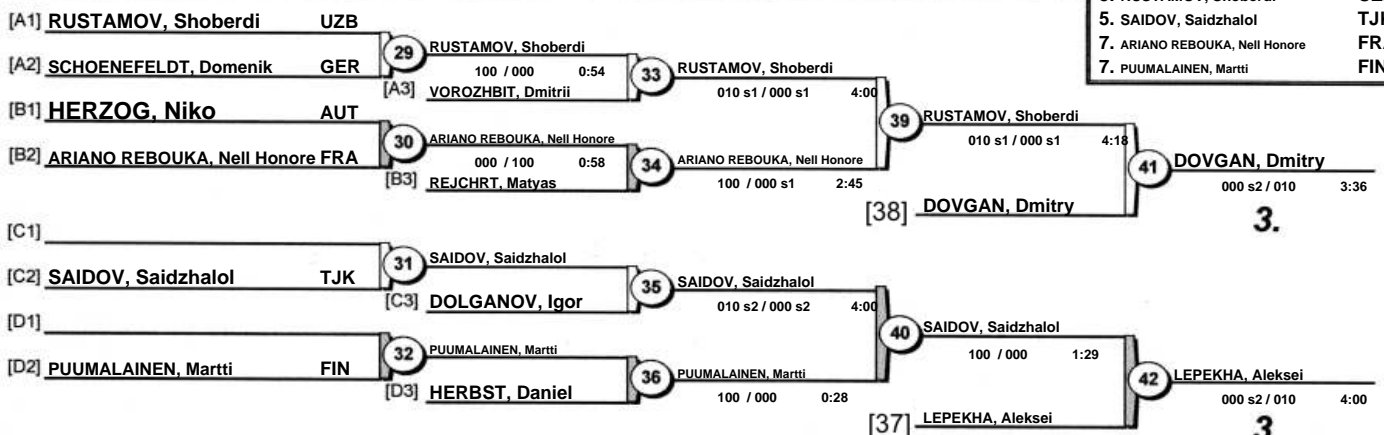 5. SAIDOV, Saidzhalol TJK
7. ARIANO REBOUKA, Nell Honore FRA
7. PUUMALAINEN, Martti FIN
[A1] RUSTAMOV, Shoberdi UZB
29 RUSTAMOV, Shoberdi
[A2] SCHOENEFELDT, Domenik GER
100 / 000 0:54
33 RUSTAMOV, Shoberdi
[A3] VOROZHBIT, Dmitrii
010 s1 / 000 s1 4:00
[B1] HERZOG, Niko AUT
39 RUSTAMOV, Shoberdi
30 ARIANO REBOUKA, Nell Honore
010 s1 / 000 s1 4:18
[B2] ARIANO REBOUKA, Nell Honore FRA
000 / 100 0:58
34 ARIANO REBOUKA, Nell Honore
41 DOVGAN, Dmitry
[B3] REJCHRT, Matyas
100 / 000 s1 2:45
000 s2 / 010 3:36
[38] DOVGAN, Dmitry
3.
[C1]
31 SAIDOV, Saidzhalol
[C2] SAIDOV, Saidzhalol TJK
35 SAIDOV, Saidzhalol
[C3] DOLGANOV, Igor
010 s2 / 000 s2 4:00
[D1]
40 SAIDOV, Saidzhalol
32 PUUMALAINEN, Martti
100 / 000 1:29
[D2] PUUMALAINEN, Martti FIN
36 PUUMALAINEN, Martti
42 LEPEKHA, Aleksei
[D3] HERBST, Daniel
100 / 000 0:28
000 s2 / 010 4:00
[37] LEPEKHA, Aleksei
3